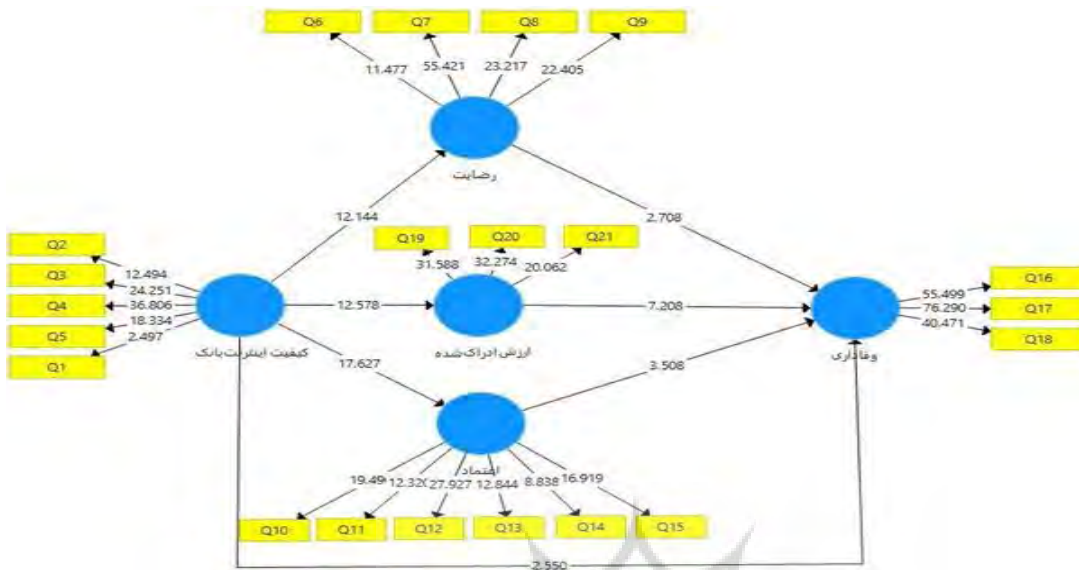 Q6 Q7 Q8 Q9
11.477 55.421 23.217 22.405
رضایت
12.144 2.708
Q19 Q20 Q21
31.588 32.274 20.062
Q2
Q3
Q4
Q5
Q1
12.494
24.251
36.806
18.334
2.497
کیفیت اینترنت بانک
12.578 7.208
ارزش ادراک شده
Q16
Q17
Q18
55.499
76.290
40.471
وفاداری
17.627 3.508
اعتماد
27.927 12.844 8.838 16.919
Q10 Q11 Q12 Q13 Q14 Q15
2.550